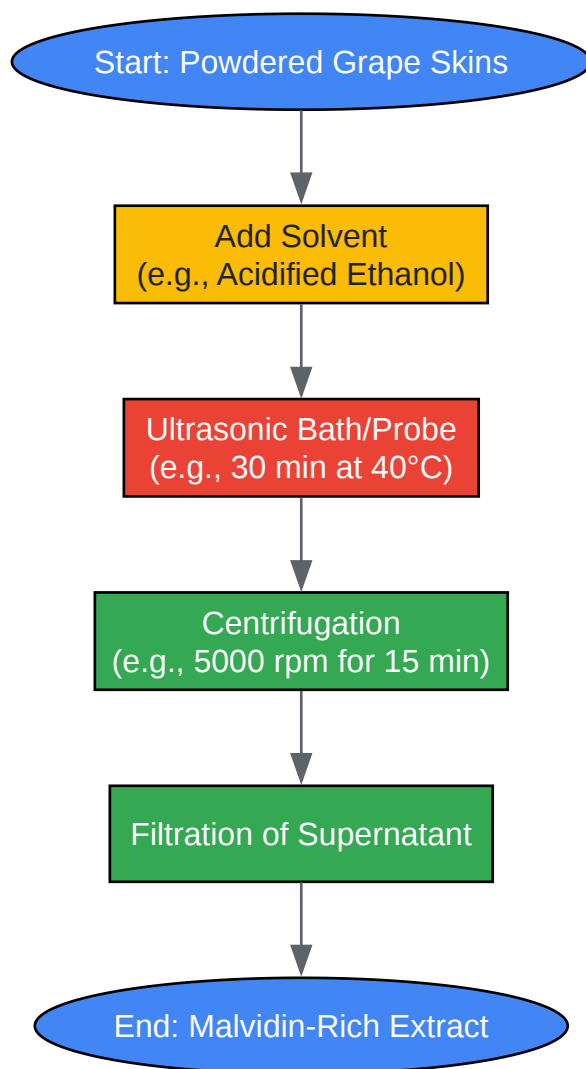 Start: Powdered Grape Skins
Add Solvent
(e.g., Acidified Ethanol)
Ultrasonic Bath/Probe
(e.g., 30 min at 40°C)
Centrifugation
(e.g., 5000 rpm for 15 min)
Filtration of Supernatant
End: Malvidin-Rich Extract